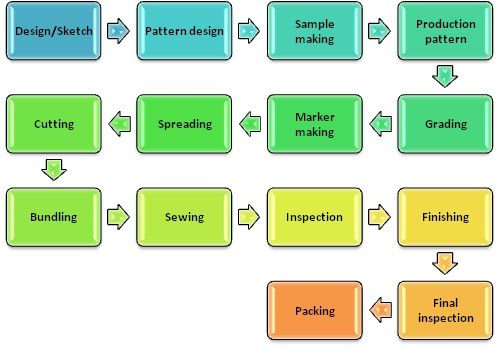 Design/Sketch
Pattern design
Sample
making
Production
pattern
Grading
Marker
making
Spreading
Cutting
Bundling
Sewing
Inspection
Finishing
Final
inspection
Packing